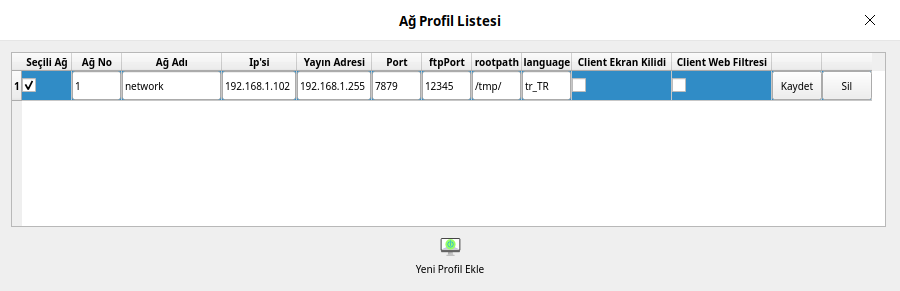 Ağ Profil Listesi
Seçili Ağ Ağ No Ağ Adı Ip'si Yayın Adresi Port ftpPort rootpath language Client Ekran Kilidi Client Web Filtresi
1 1 network 192.168.1.102 192.168.1.255 7879 12345 /tmp/ tr_TR Kaydet Sil
Yeni Profil Ekle